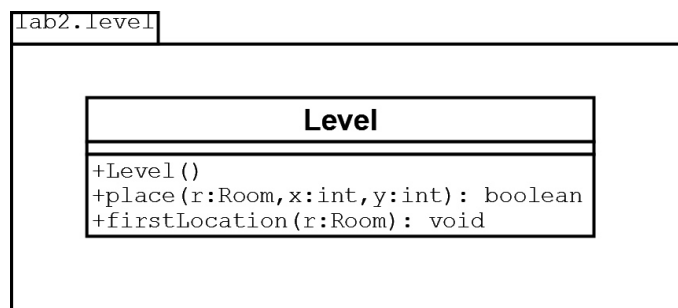 lab2.level
Level
+Level()
+place(r:Room,x:int,y:int): boolean
+firstLocation(r:Room): void